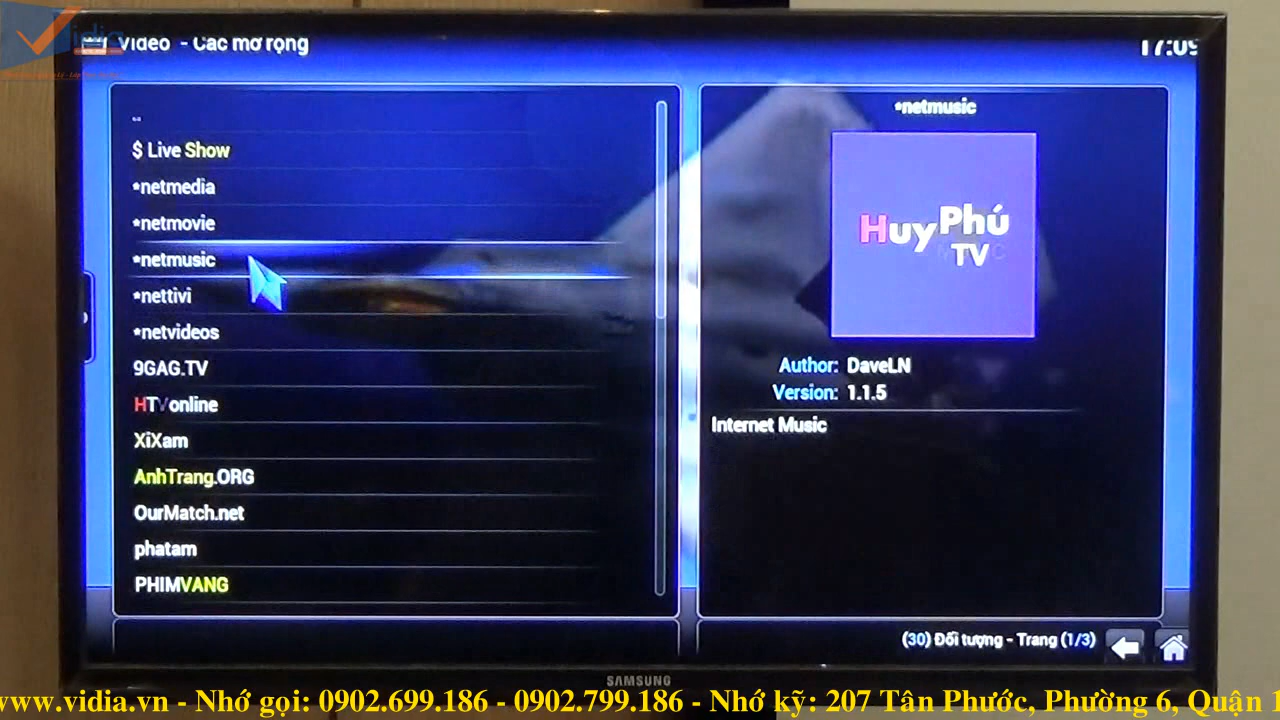 Vidia
Video - Các mở rộng
17:09
..
$ Live Show
*netmedia
*netmovie
*netmusic
*nettivi
*netvideos
9GAG.TV
HTVonline
XiXam
AnhTrang.ORG
OurMatch.net
phatam
PHIMVANG
*netmusic
HuyPhú
TV
Author: DaveLN
Version: 1.1.5
Internet Music
(30) Đối tượng - Trang (1/3)
SAMSUNG
www.vidia.vn - Nhớ gọi: 0902.699.186 - 0902.799.186 - Nhớ kỹ: 207 Tân Phước, Phường 6, Quận 1